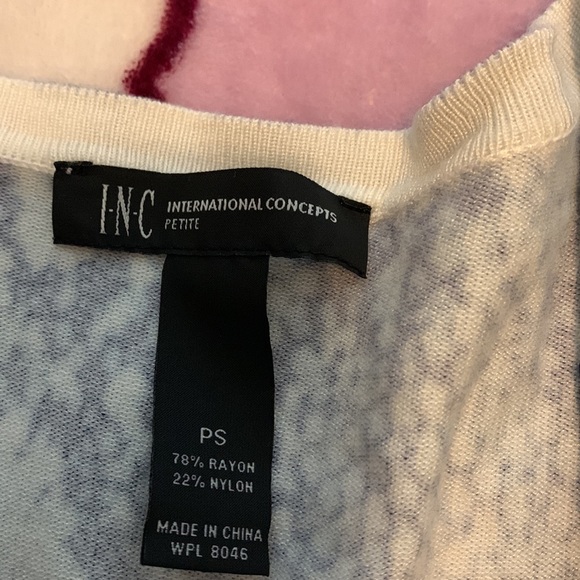 I·N·C INTERNATIONAL CONCEPTS
PETITE
PS
78% RAYON
22% NYLON
MADE IN CHINA
WPL 8046